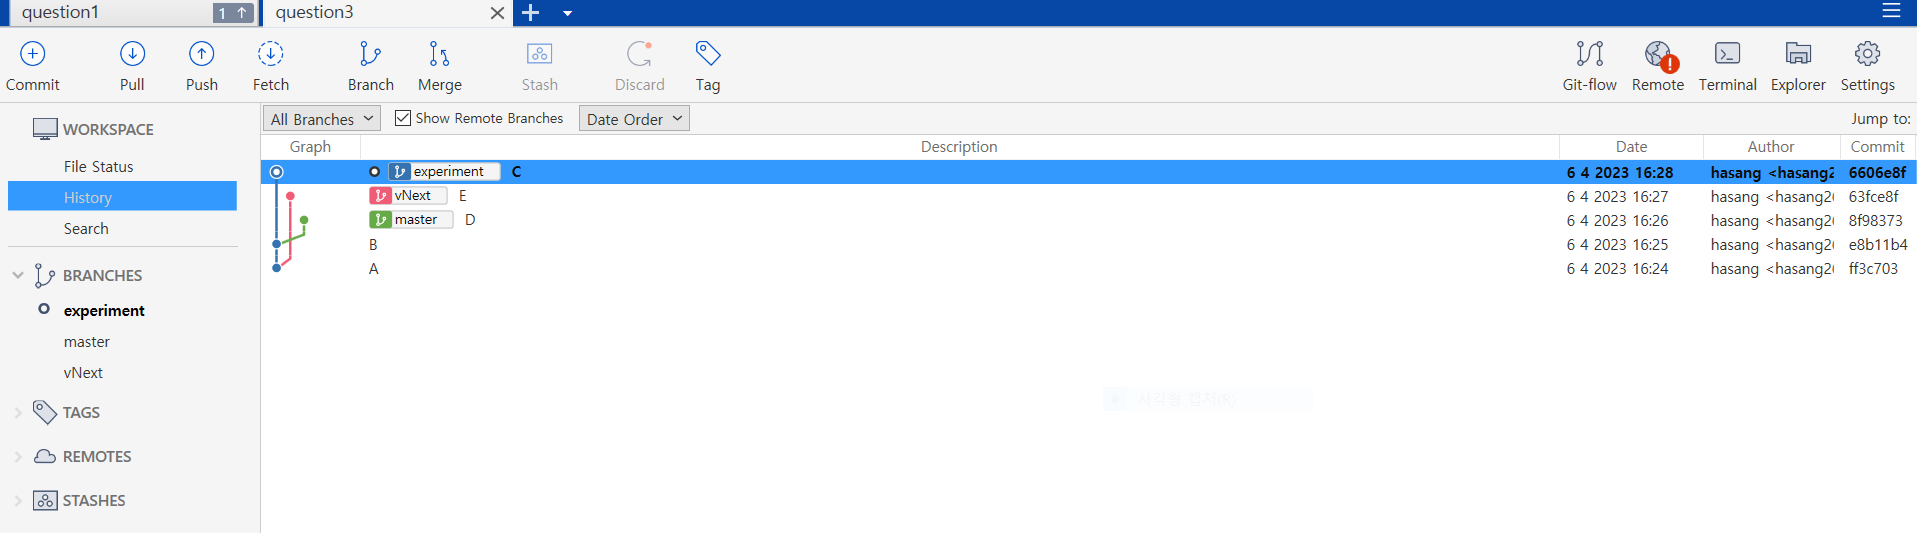 question1 1 ↑ question3
Commit Pull Push Fetch Branch Merge Stash Discard Tag Git-flow Remote Terminal Explorer Settings
WORKSPACE
File Status
History
Search
BRANCHES
experiment
master
vNext
TAGS
REMOTES
STASHES
All Branches Show Remote Branches Date Order Jump to:
Graph Description Date Author Commit
experiment C 6 4 2023 16:28 hasang <hasang2 6606e8f
vNext E 6 4 2023 16:27 hasang <hasang2 63fce8f
master D 6 4 2023 16:26 hasang <hasang2 8f98373
B 6 4 2023 16:25 hasang <hasang2 e8b11b4
A 6 4 2023 16:24 hasang <hasang2 ff3c703